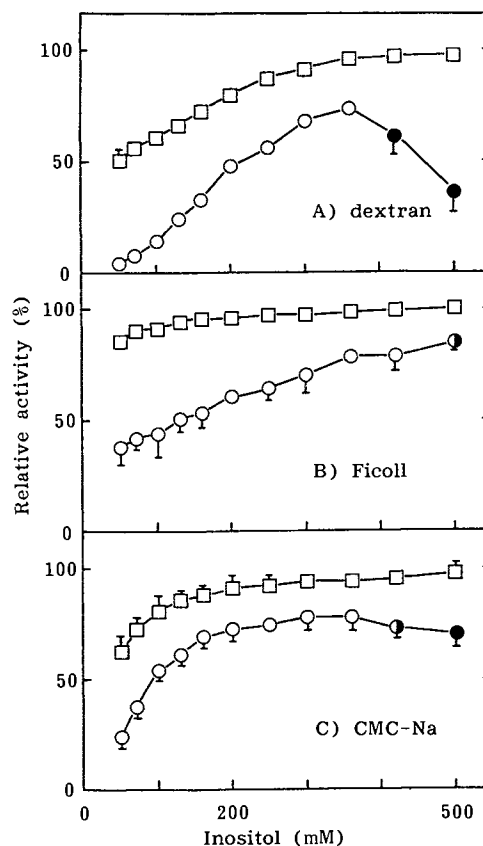 100
50
A) dextran
0
100
50
B) Ficoll
0
100
50
C) CMC-Na
0
0 200 500
Inositol (mM)
Relative activity (%)